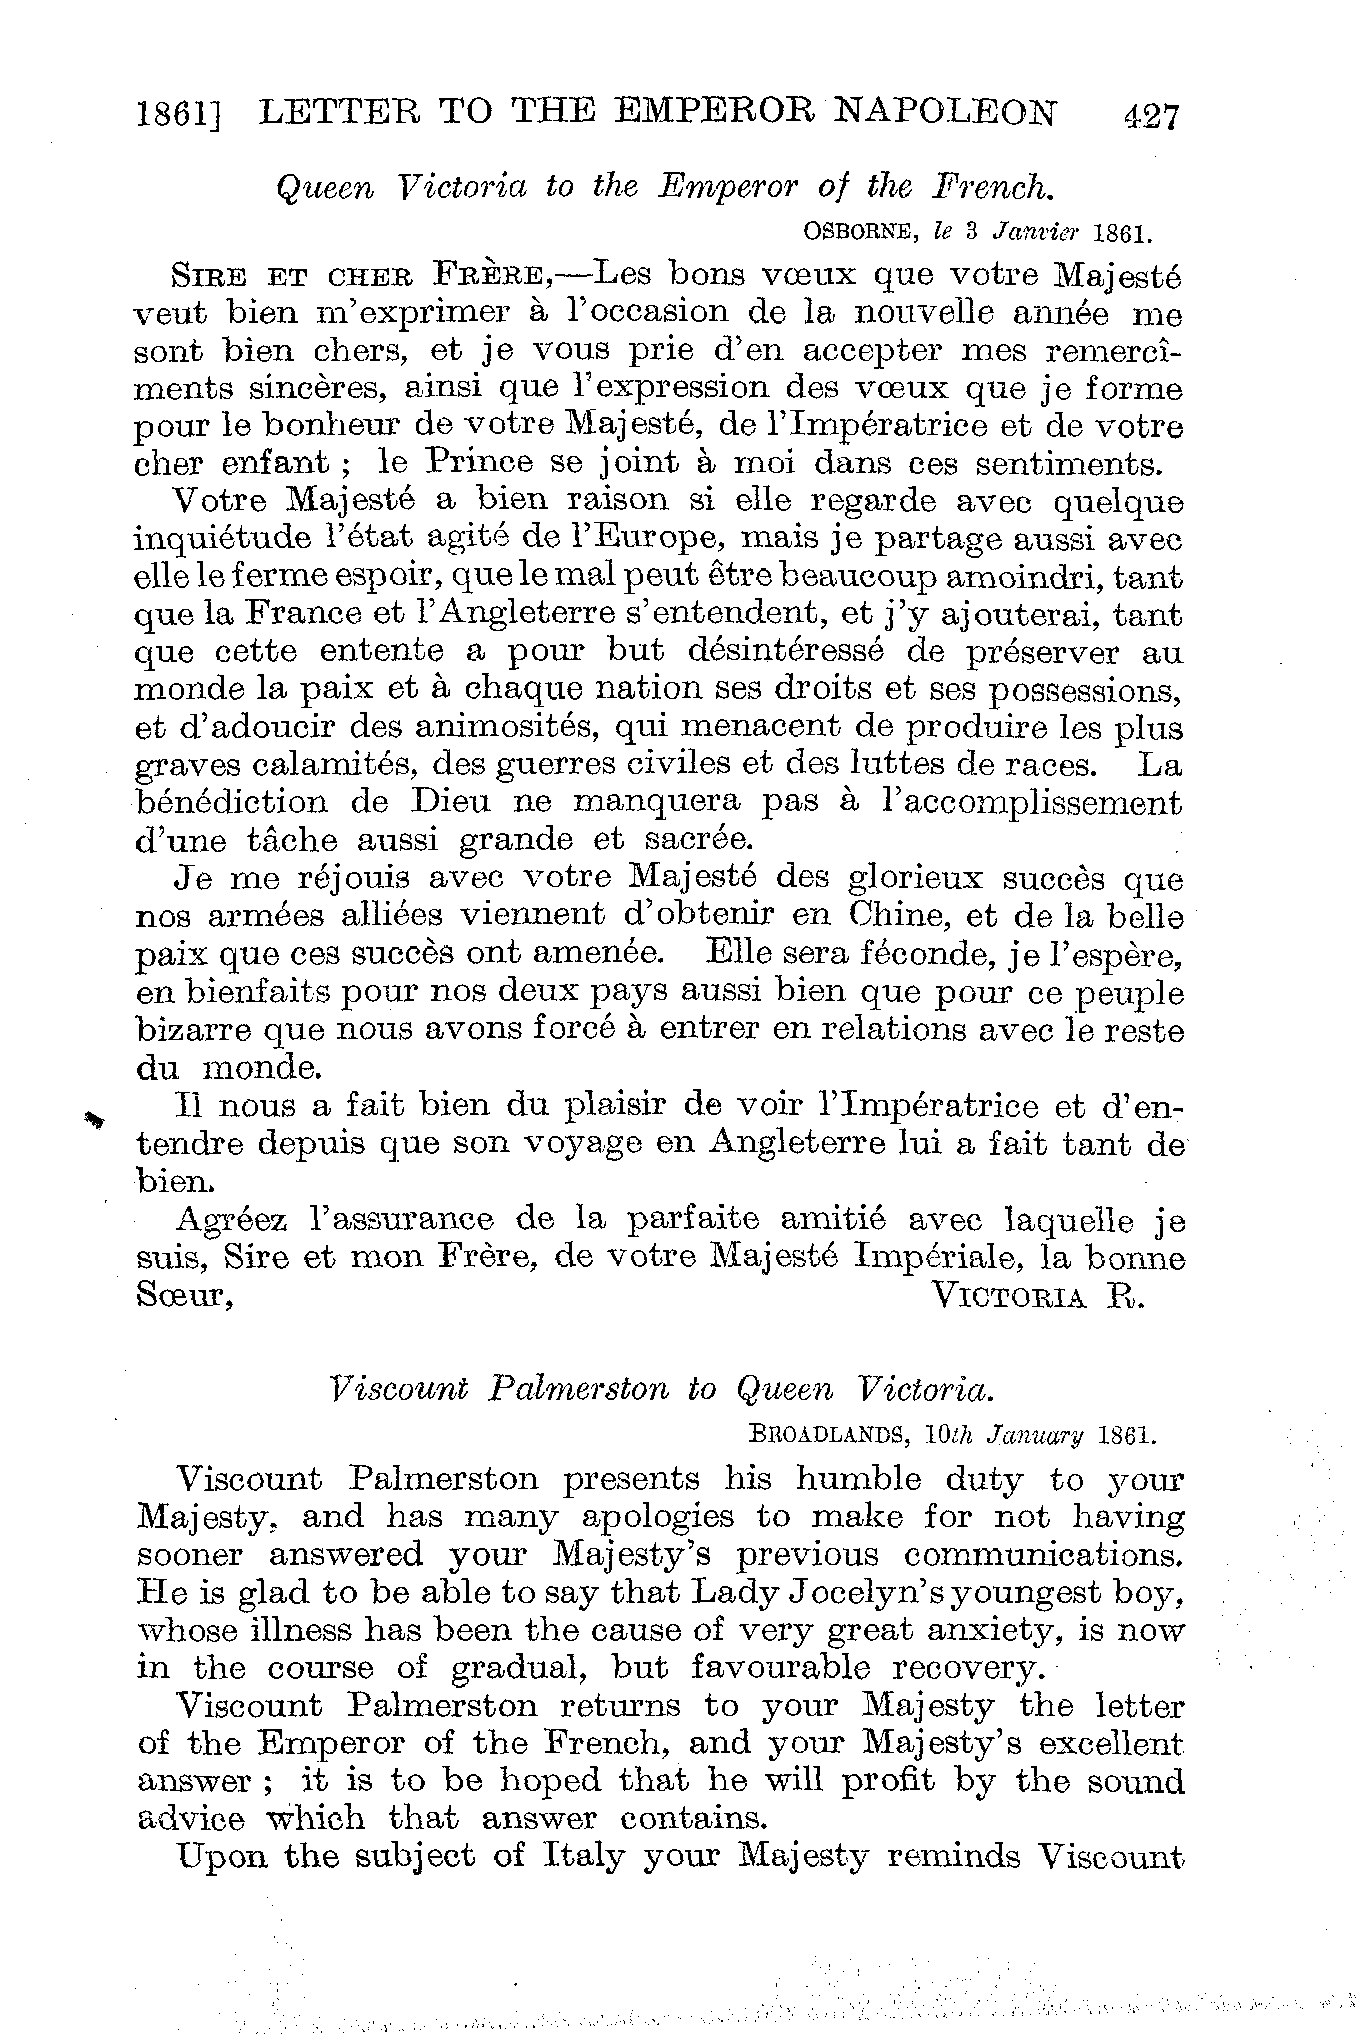 1861] LETTER TO THE EMPEROR NAPOLEON 427
Queen Victoria to the Emperor of the French.
OSBORNE, le 3 Janvier 1861.
SIRE ET CHER FRÈRE,—Les bons vœux que votre Majesté
veut bien m'exprimer à l'occasion de la nouvelle année me
sont bien chers, et je vous prie d'en accepter mes remercî-
ments sincères, ainsi que l'expression des vœux que je forme
pour le bonheur de votre Majesté, de l'Impératrice et de votre
cher enfant ; le Prince se joint à moi dans ces sentiments.
Votre Majesté a bien raison si elle regarde avec quelque
inquiétude l'état agité de l'Europe, mais je partage aussi avec
elle le ferme espoir, que le mal peut être beaucoup amoindri, tant
que la France et l'Angleterre s'entendent, et j'y ajouterai, tant
que cette entente a pour but désintéressé de préserver au
monde la paix et à chaque nation ses droits et ses possessions,
et d'adoucir des animosités, qui menacent de produire les plus
graves calamités, des guerres civiles et des luttes de races. La
bénédiction de Dieu ne manquera pas à l'accomplissement
d'une tâche aussi grande et sacrée.
Je me réjouis avec votre Majesté des glorieux succès que
nos armées alliées viennent d'obtenir en Chine, et de la belle
paix que ces succès ont amenée. Elle sera féconde, je l'espère,
en bienfaits pour nos deux pays aussi bien que pour ce peuple
bizarre que nous avons forcé à entrer en relations avec le reste
du monde.
Il nous a fait bien du plaisir de voir l'Impératrice et d'en-
tendre depuis que son voyage en Angleterre lui a fait tant de
bien.
Agréez l'assurance de la parfaite amitié avec laquelle je
suis, Sire et mon Frère, de votre Majesté Impériale, la bonne
Sœur, VICTORIA R.
Viscount Palmerston to Queen Victoria.
BROADLANDS, 10th January 1861.
Viscount Palmerston presents his humble duty to your
Majesty, and has many apologies to make for not having
sooner answered your Majesty's previous communications.
He is glad to be able to say that Lady Jocelyn's youngest boy,
whose illness has been the cause of very great anxiety, is now
in the course of gradual, but favourable recovery.
Viscount Palmerston returns to your Majesty the letter
of the Emperor of the French, and your Majesty's excellent
answer ; it is to be hoped that he will profit by the sound
advice which that answer contains.
Upon the subject of Italy your Majesty reminds Viscount